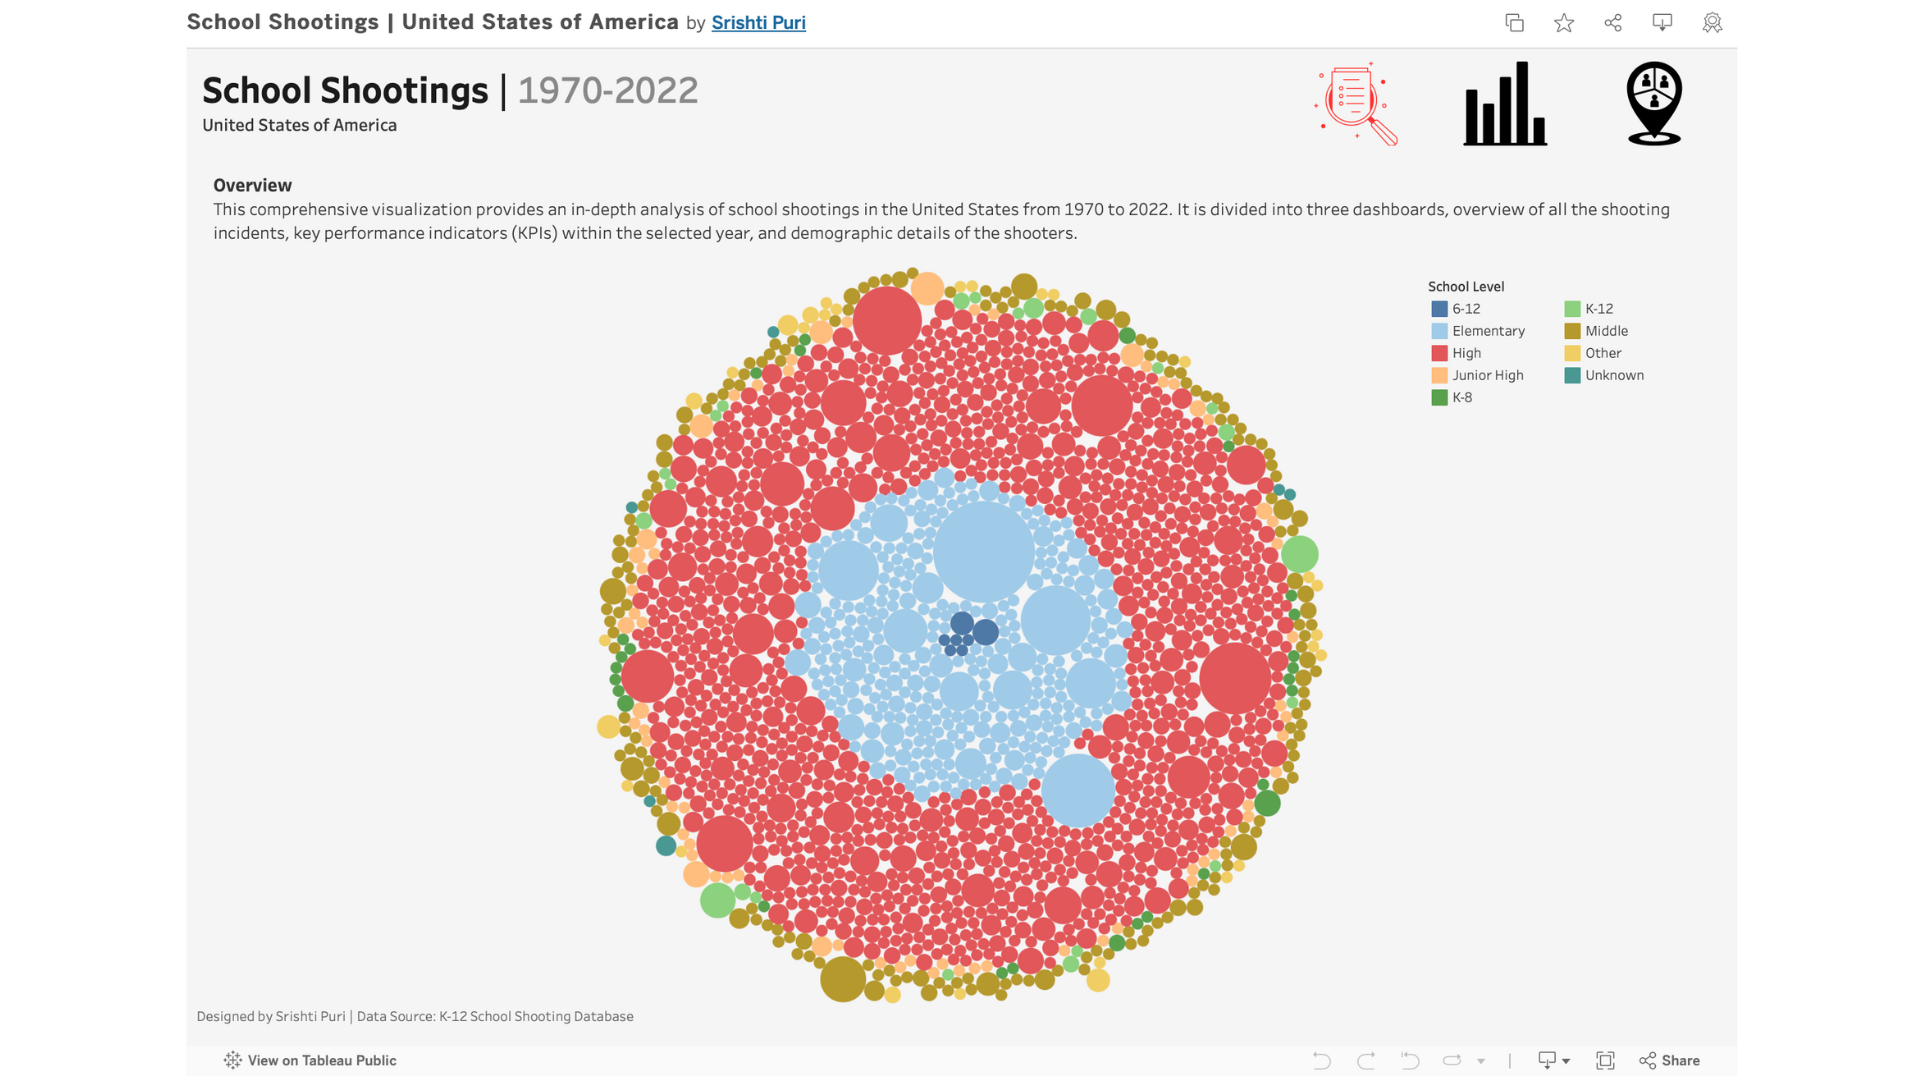 School Shootings | United States of America by Srishti Puri
School Shootings | 1970-2022
United States of America
Overview
This comprehensive visualization provides an in-depth analysis of school shootings in the United States from 1970 to 2022. It is divided into three dashboards, overview of all the shooting
incidents, key performance indicators (KPIs) within the selected year, and demographic details of the shooters.
School Level
6-12
Elementary
High
Junior High
K-8
K-12
Middle
Other
Unknown
Designed by Srishti Puri | Data Source: K-12 School Shooting Database
View on Tableau Public
Share